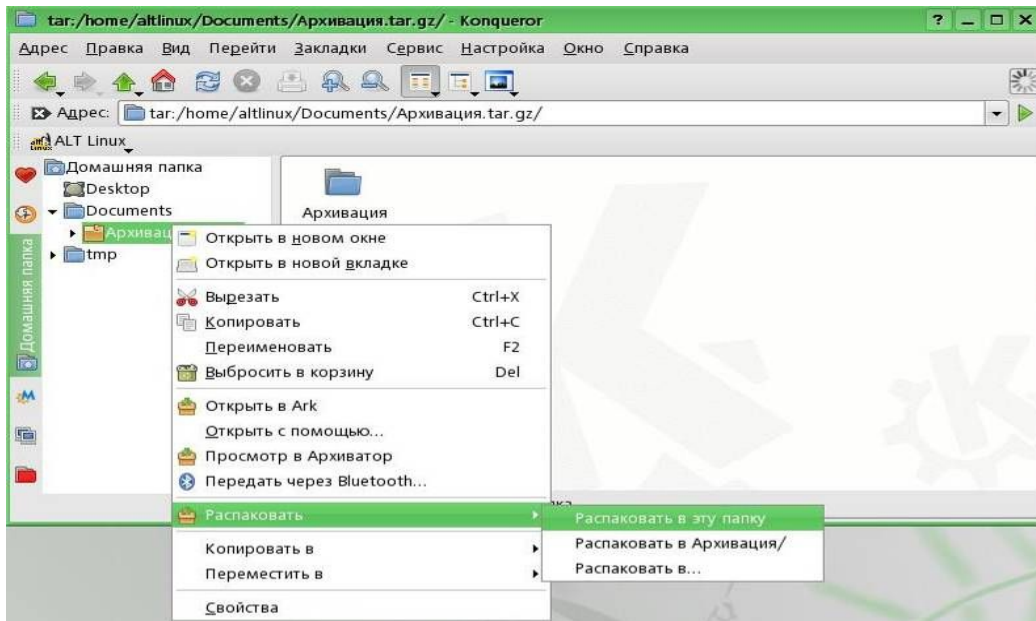 tar:/home/altlinux/Documents/Архивация.tar.gz/ - Konqueror
Адрес Правка Вид Перейти Закладки Сервис Настройка Окно Справка
Адрес: tar:/home/altlinux/Documents/Архивация.tar.gz/
ALT Linux
Домашняя папка
Домашняя папка
Desktop
Documents
Архивац
tmp
Архивация
Открыть в новом окне
Открыть в новой вкладке
Вырезать Ctrl+X
Копировать Ctrl+C
Переименовать F2
Выбросить в корзину Del
Открыть в Ark
Открыть с помощью...
Просмотр в Архиватор
Передать через Bluetooth...
Распаковать
Распаковать в эту папку
Распаковать в Архивация/
Распаковать в...
Копировать в
Переместить в
Свойства